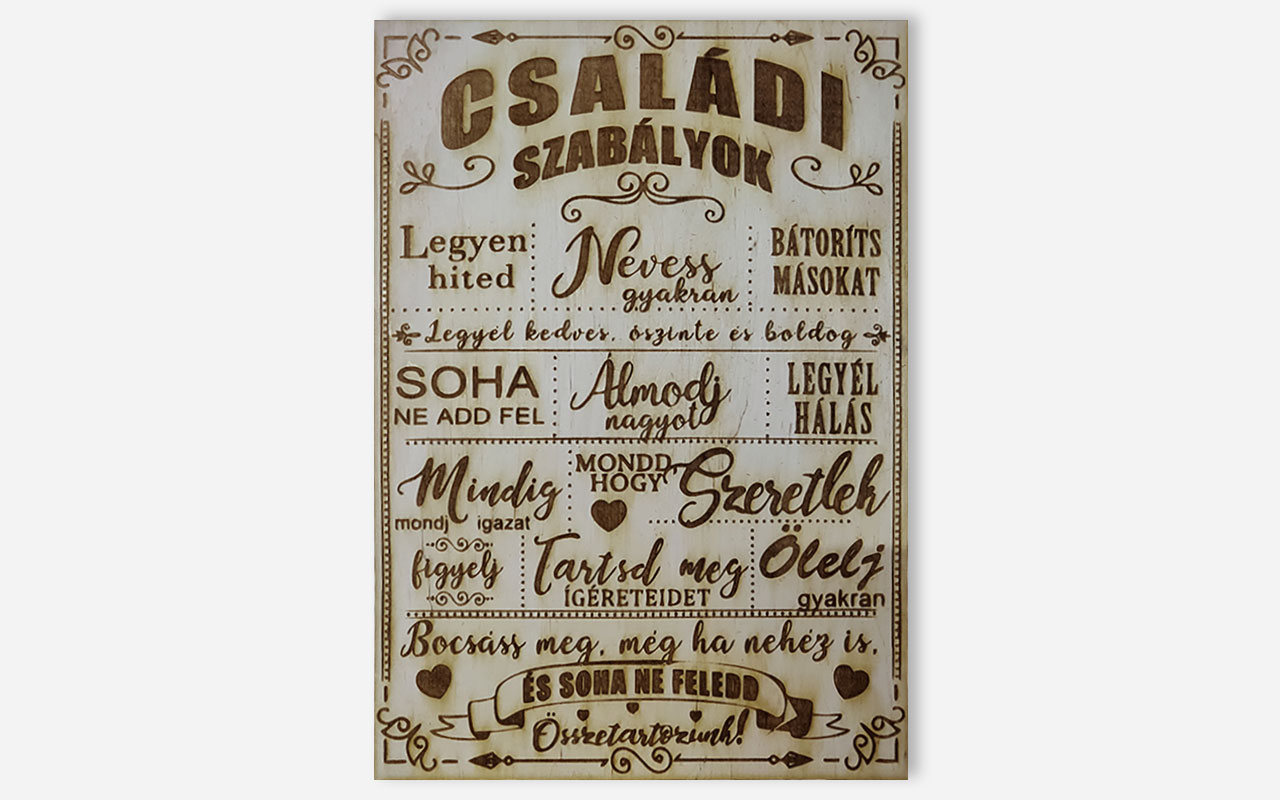 CSALÁDI
SZABÁLYOK
Legyen
hited
Nevess
gyakran
BÁTORÍTS
MÁSOKAT
Legyél kedves, őszinte és boldog
SOHA
NE ADD FEL
Álmodj
nagyot
LEGYÉL
HÁLÁS
Mindig
mondj igazat
MONDD
HOGY
Szeretlek
figyelj
Tartsd meg
ÍGÉRETEIDET
Ölelj
gyakran
Bocsáss meg, még ha nehéz is,
ÉS SOHA NE FELEDD
Összetartozunk!